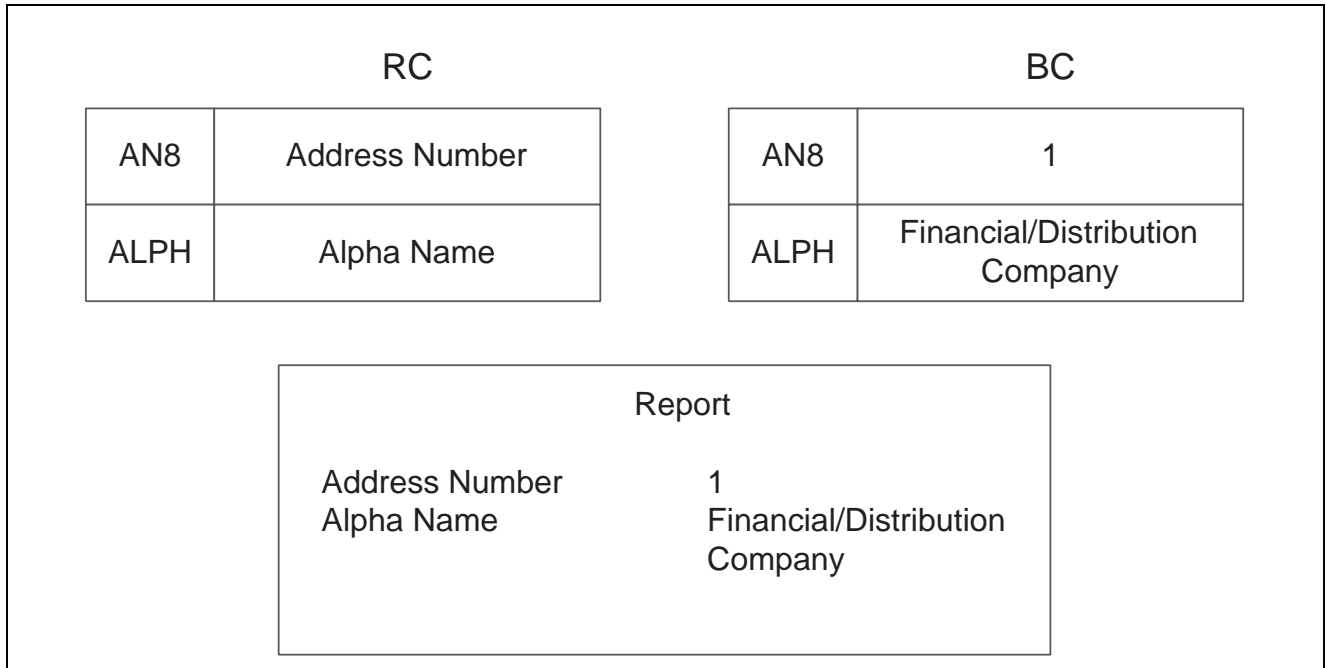 RC
AN8 Address Number
ALPH Alpha Name
BC
AN8 1
ALPH Financial/Distribution
Company
Report
Address Number 1
Alpha Name Financial/Distribution
Company